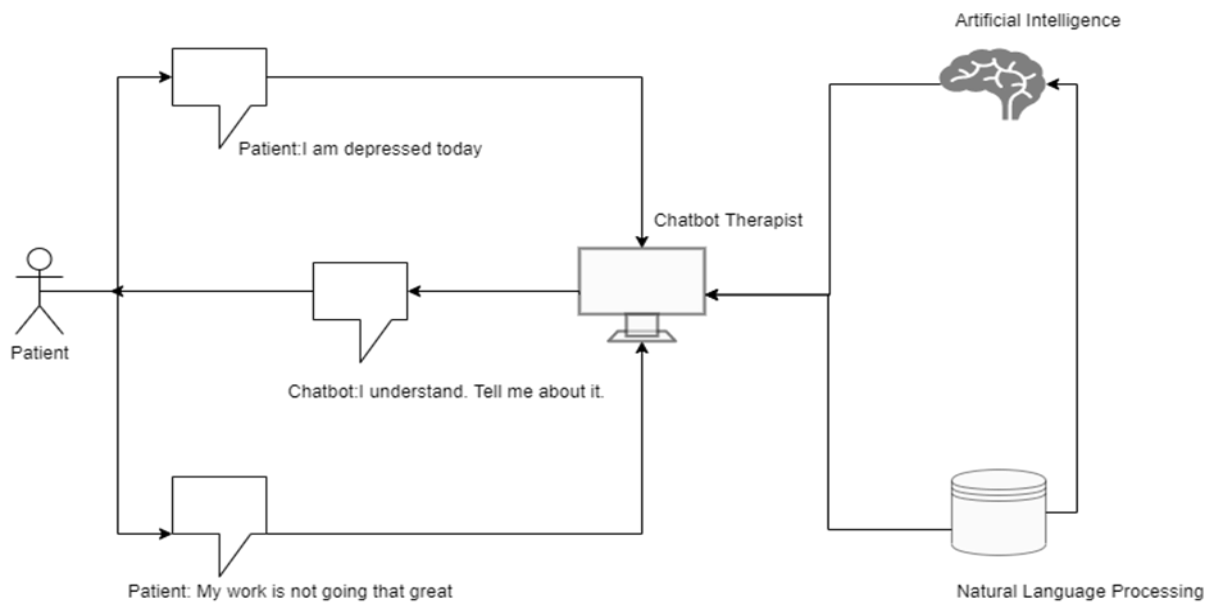 Artificial Intelligence
Patient:I am depressed today
Chatbot Therapist
Patient
Chatbot:I understand. Tell me about it.
Patient: My work is not going that great
Natural Language Processing